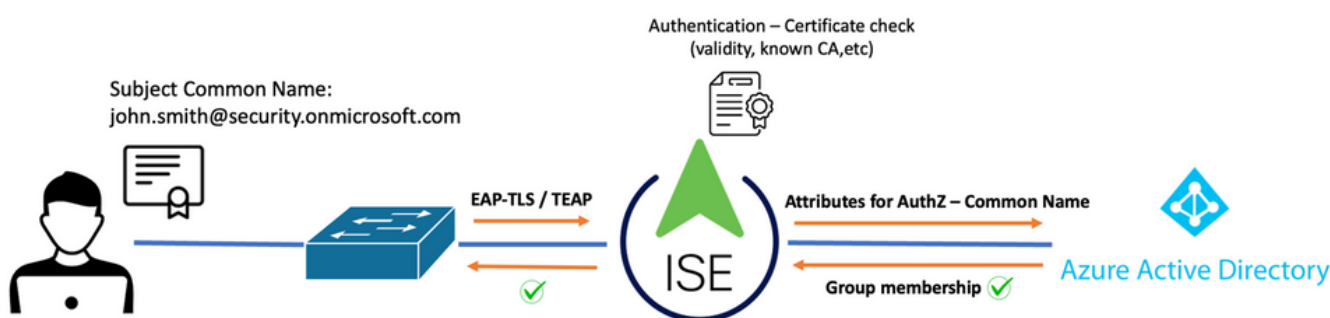 Authentication – Certificate check
(validity, known CA,etc)
Subject Common Name:
john.smith@security.onmicrosoft.com
EAP-TLS / TEAP
Attributes for AuthZ – Common Name
ISE
Azure Active Directory
Group membership